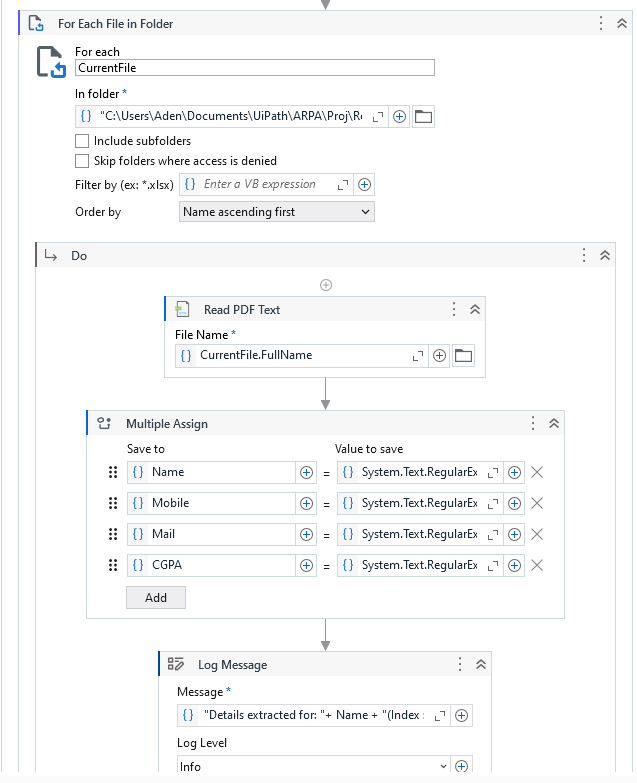 For Each File in Folder
For each
CurrentFile
In folder *
"C:\Users\Aden\Documents\UiPath\ARPA\Proj\Re
Include subfolders
Skip folders where access is denied
Filter by (ex: *.xlsx)
Enter a VB expression
Order by
Name ascending first
Do
Read PDF Text
File Name *
CurrentFile.FullName
Multiple Assign
Save to
Value to save
Name = System.Text.RegularEx
Mobile = System.Text.RegularEx
Mail = System.Text.RegularEx
CGPA = System.Text.RegularEx
Add
Log Message
Message *
"Details extracted for: "+ Name + "(Index :
Log Level
Info